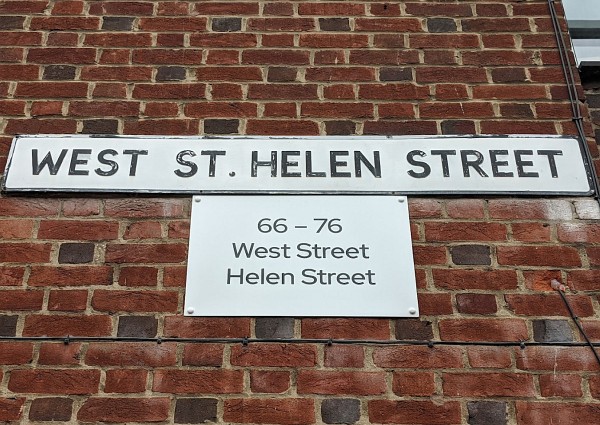 WEST ST. HELEN STREET
66 – 76
West Street
Helen Street